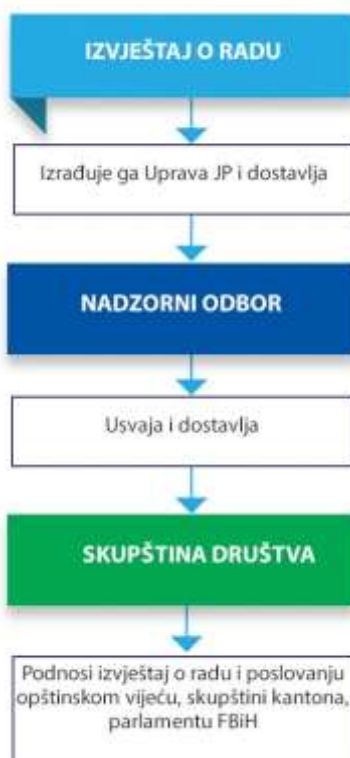 IZVJEŠTAJ O RADU
Izrađuje ga Uprava JP i dostavlja
NADZORNI ODBOR
Usvaja i dostavlja
SKUPŠTINA DRUŠTVA
Podnosi izvještaj o radu i poslovanju
opštinskom vijeću, skupštini kantona,
parlamentu FBiH